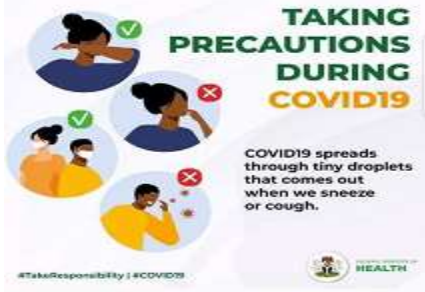 TAKING
PRECAUTIONS
DURING
COVID19
COVID19 spreads
through tiny droplets
that comes out
when we sneeze
or cough.
#TakeResponsibility | #COVID19
HEALTH